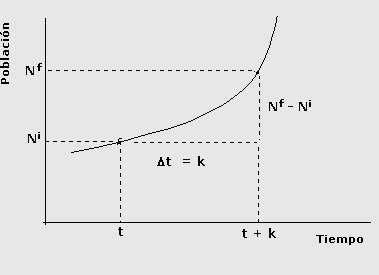 Población
Nf
Ni
Nf - Ni
Δt = k
t
t + k
Tiempo